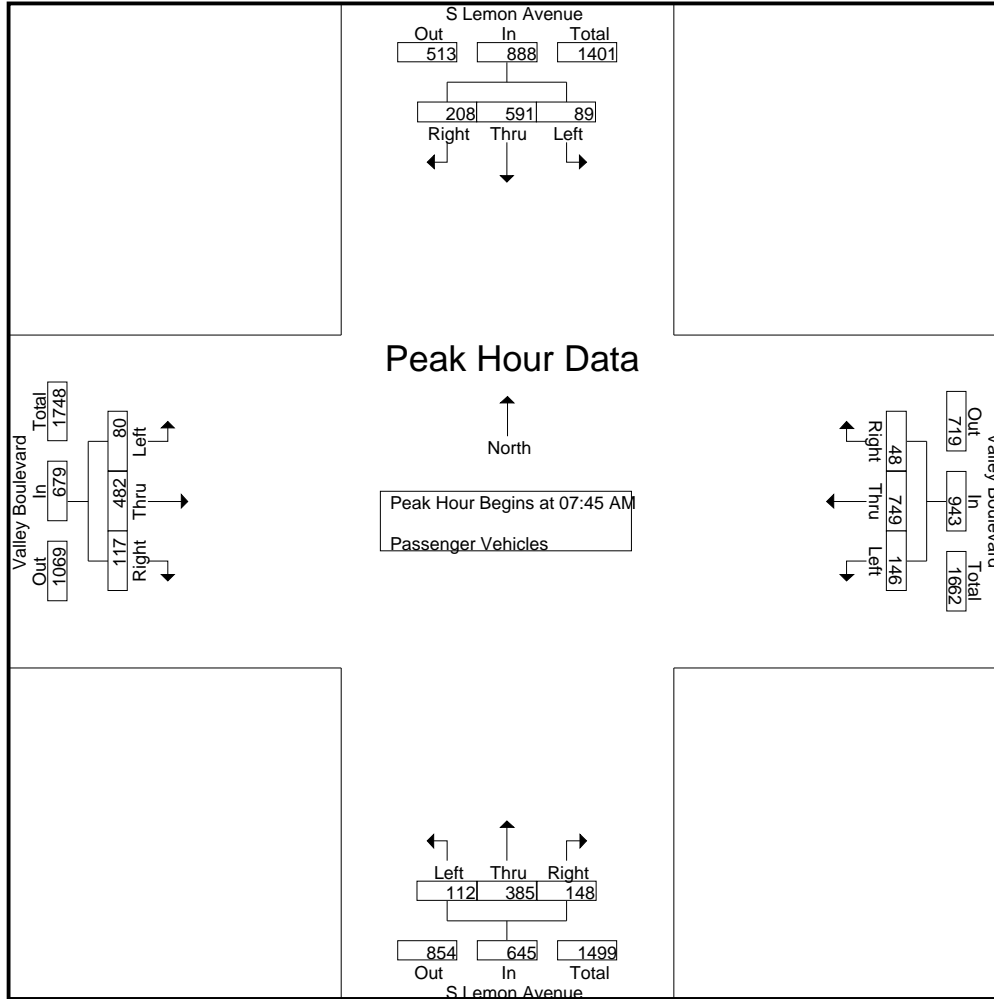 S Lemon Avenue
Out In Total
513 888 1401
208 591 89
Right Thru Left
Peak Hour Data
North
Peak Hour Begins at 07:45 AM
Passenger Vehicles
Valley Boulevard
Out In Total
1069 679 1748
117 482 80
Right Thru Left
Valley Boulevard
Out In Total
719 943 1662
48 749 146
Right Thru Left
Left Thru Right
112 385 148
854 645 1499
Out In Total
S Lemon Avenue